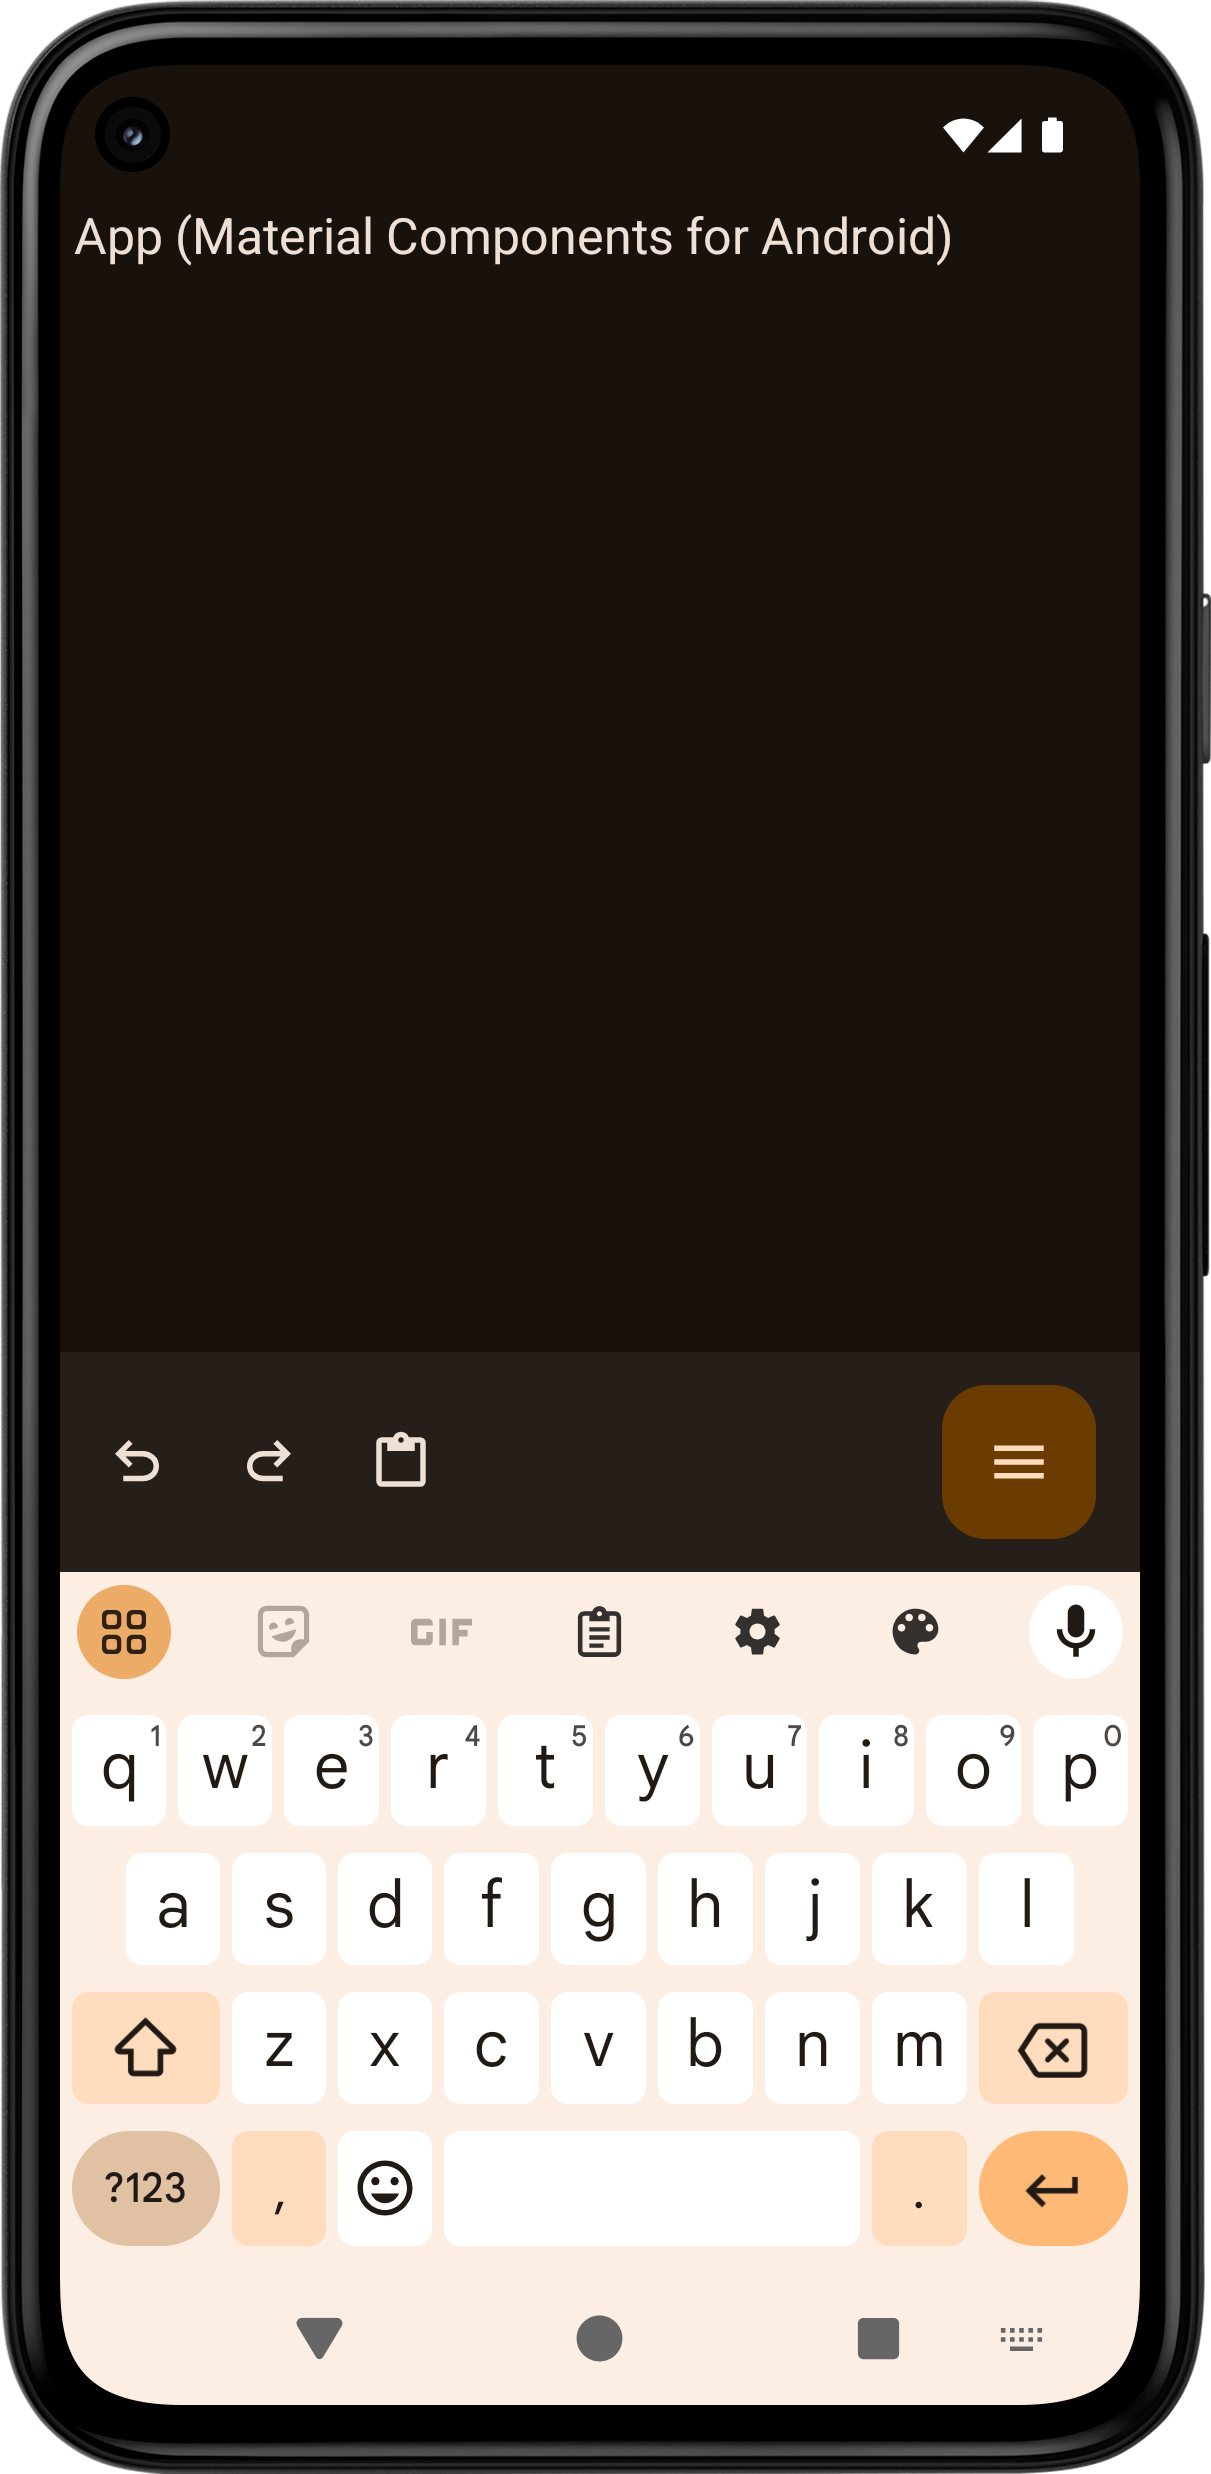 App (Material Components for Android)
GIF
q 1 w 2 e 3 r 4 t 5 y 6 u 7 i 8 o 9 p 0
a s d f g h j k l
z x c v b n m
?123 , .